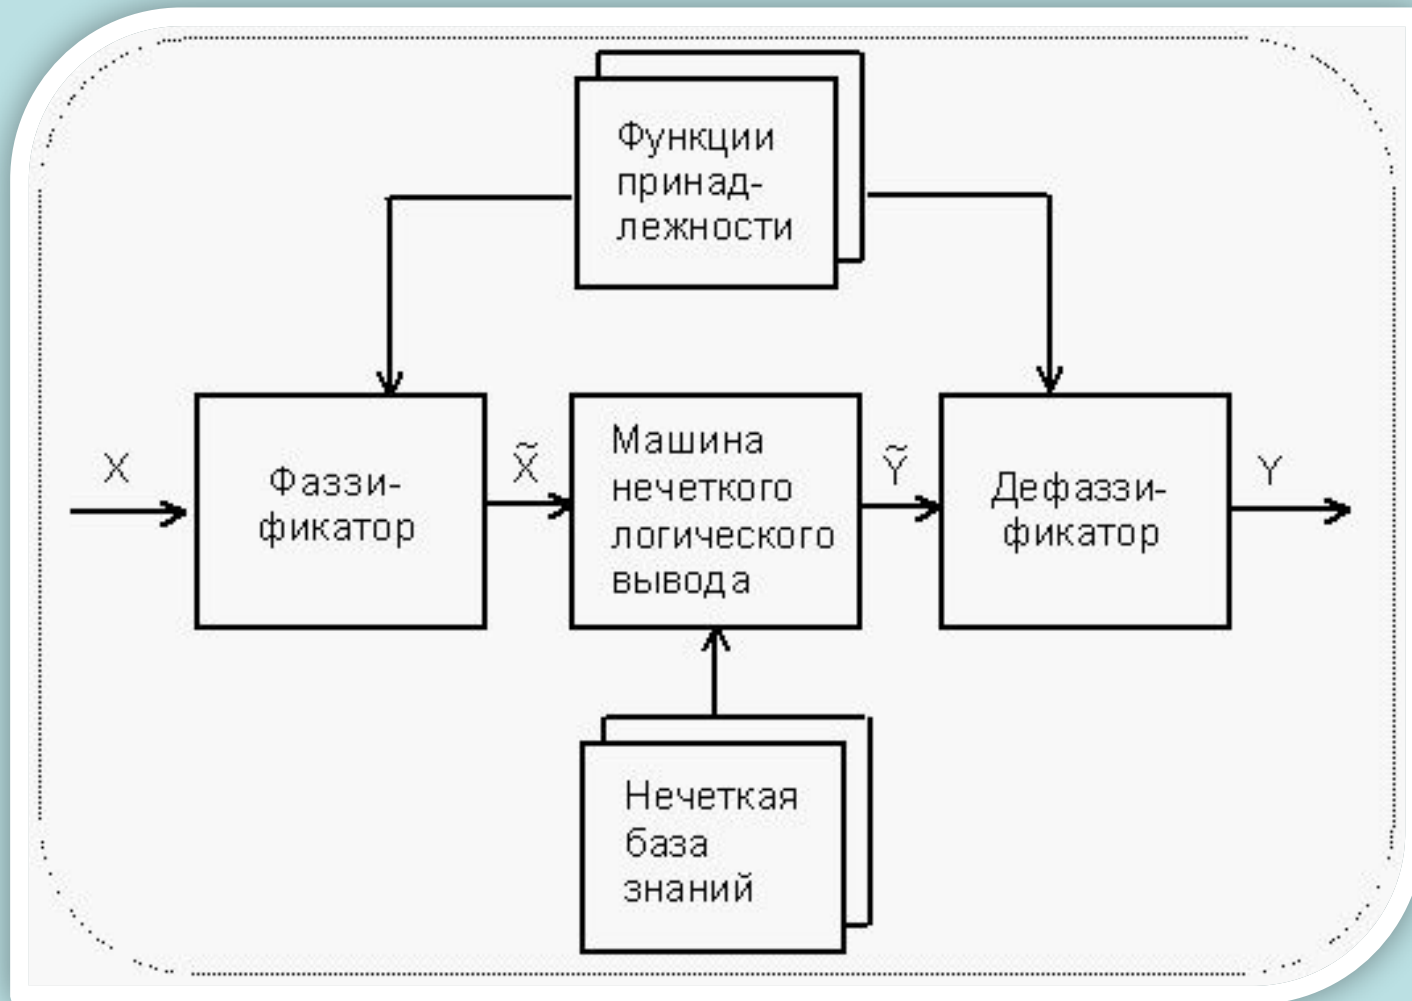 Функции
принад-
лежности
X
Фаззи-
фикатор
X̃
Машина
нечеткого
логического
вывода
Ỹ
Дефаззи-
фикатор
Y
Нечеткая
база
знаний